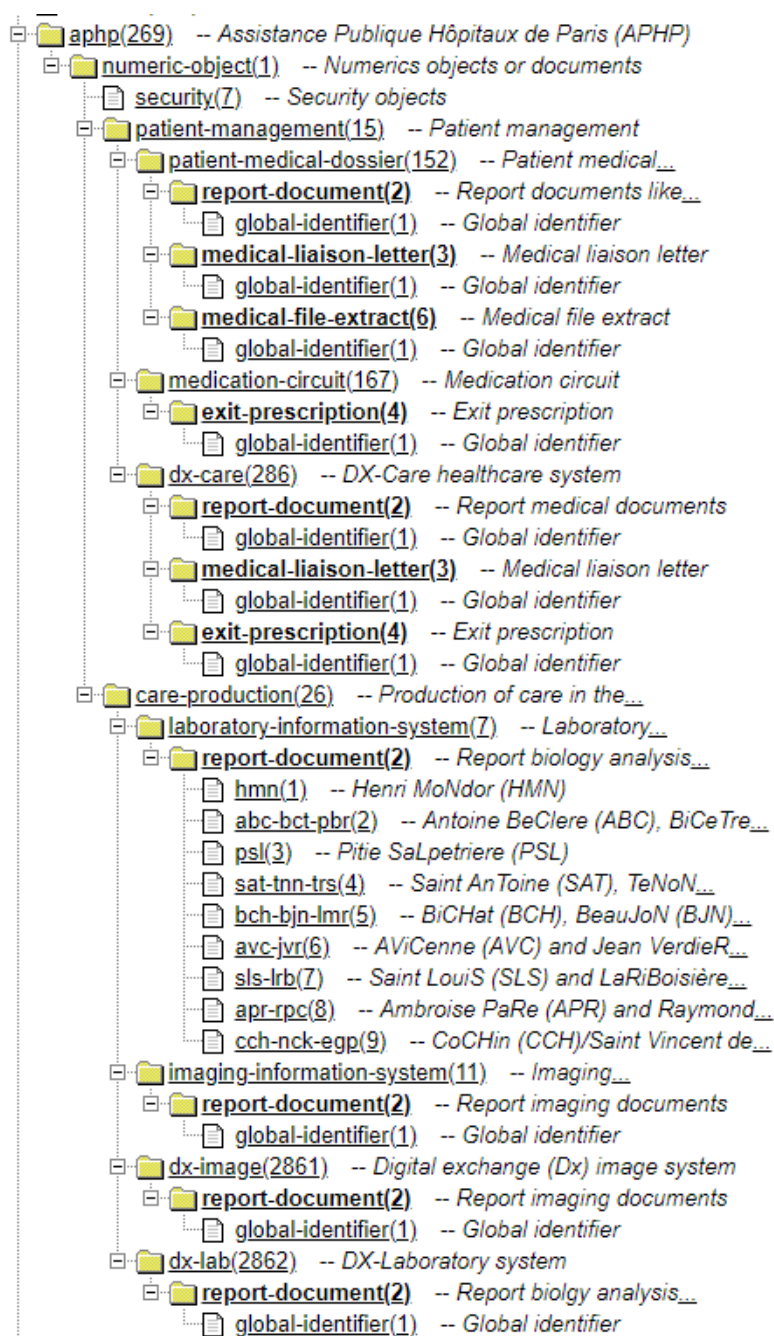 aphp(269) -- Assistance Publique Hôpitaux de Paris (APHP)
numeric-object(1) -- Numerics objects or documents
security(7) -- Security objects
patient-management(15) -- Patient management
patient-medical-dossier(152) -- Patient medical...
report-document(2) -- Report documents like...
global-identifier(1) -- Global identifier
medical-liaison-letter(3) -- Medical liaison letter
global-identifier(1) -- Global identifier
medical-file-extract(6) -- Medical file extract
global-identifier(1) -- Global identifier
medication-circuit(167) -- Medication circuit
exit-prescription(4) -- Exit prescription
global-identifier(1) -- Global identifier
dx-care(286) -- DX-Care healthcare system
report-document(2) -- Report medical documents
global-identifier(1) -- Global identifier
medical-liaison-letter(3) -- Medical liaison letter
global-identifier(1) -- Global identifier
exit-prescription(4) -- Exit prescription
global-identifier(1) -- Global identifier
care-production(26) -- Production of care in the...
laboratory-information-system(7) -- Laboratory...
report-document(2) -- Report biology analysis...
hmn(1) -- Henri MoNdor (HMN)
abc-bct-pbr(2) -- Antoine BeClere (ABC), BiCeTre...
psl(3) -- Pitie SaLpetriere (PSL)
sat-tnn-trs(4) -- Saint AnToine (SAT), TeNoN...
bch-bjn-lmr(5) -- BiCHat (BCH), BeauJoN (BJN)...
avc-jvr(6) -- AViCenne (AVC) and Jean VerdieR...
sls-lrb(7) -- Saint LouiS (SLS) and LaRiBoisière...
apr-rpc(8) -- Ambroise PaRe (APR) and Raymond...
cch-nck-egp(9) -- CoCHin (CCH)/Saint Vincent de...
imaging-information-system(11) -- Imaging...
report-document(2) -- Report imaging documents
global-identifier(1) -- Global identifier
dx-image(2861) -- Digital exchange (Dx) image system
report-document(2) -- Report imaging documents
global-identifier(1) -- Global identifier
dx-lab(2862) -- DX-Laboratory system
report-document(2) -- Report biolgy analysis...
global-identifier(1) -- Global identifier